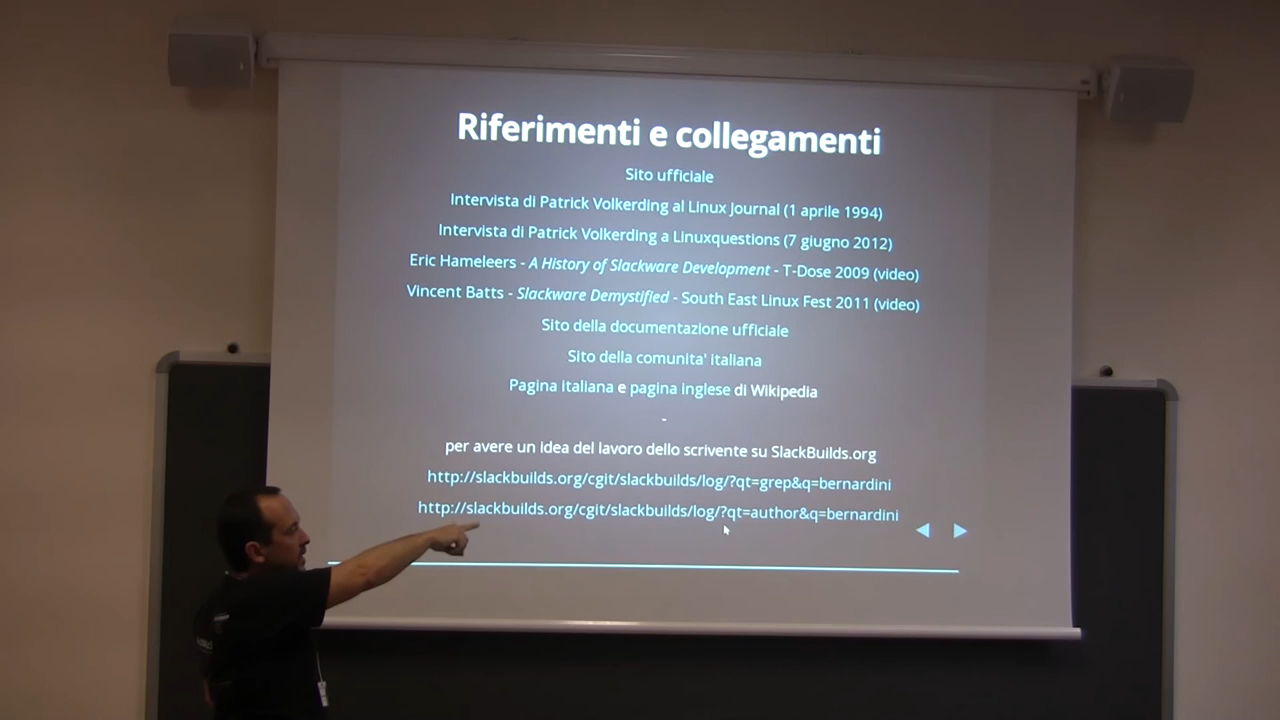 Riferimenti e collegamenti
Sito ufficiale
Intervista di Patrick Volkerding al Linux Journal (1 aprile 1994)
Intervista di Patrick Volkerding a Linuxquestions (7 giugno 2012)
Eric Hameleers - A History of Slackware Development - T-Dose 2009 (video)
Vincent Batts - Slackware Demystified - South East Linux Fest 2011 (video)
Sito della documentazione ufficiale
Sito della comunita' italiana
Pagina italiana e pagina inglese di Wikipedia
-
per avere un idea del lavoro dello scrivente su SlackBuilds.org
http://slackbuilds.org/cgit/slackbuilds/log/?qt=grep&q=bernardini
http://slackbuilds.org/cgit/slackbuilds/log/?qt=author&q=bernardini